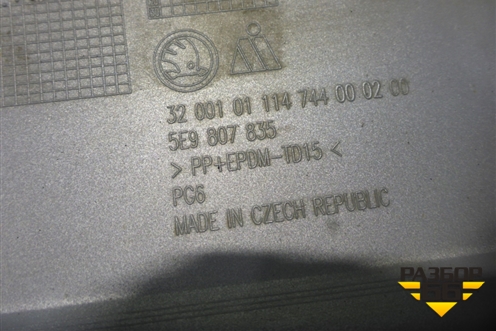 32 001 01 114 744 00 02 00
5E9 807 835
> PP+EPDM-TD15 <
PG6
MADE IN CZECH REPUBLIC
РАЗБОР